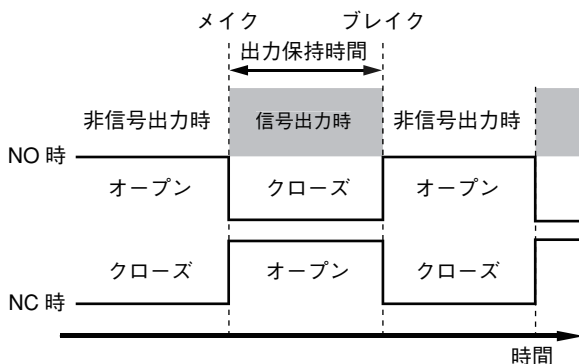 メイク ブレイク
出力保持時間
非信号出力時 信号出力時 非信号出力時
NO 時
オープン クローズ オープン
クローズ オープン クローズ
NC 時
時間